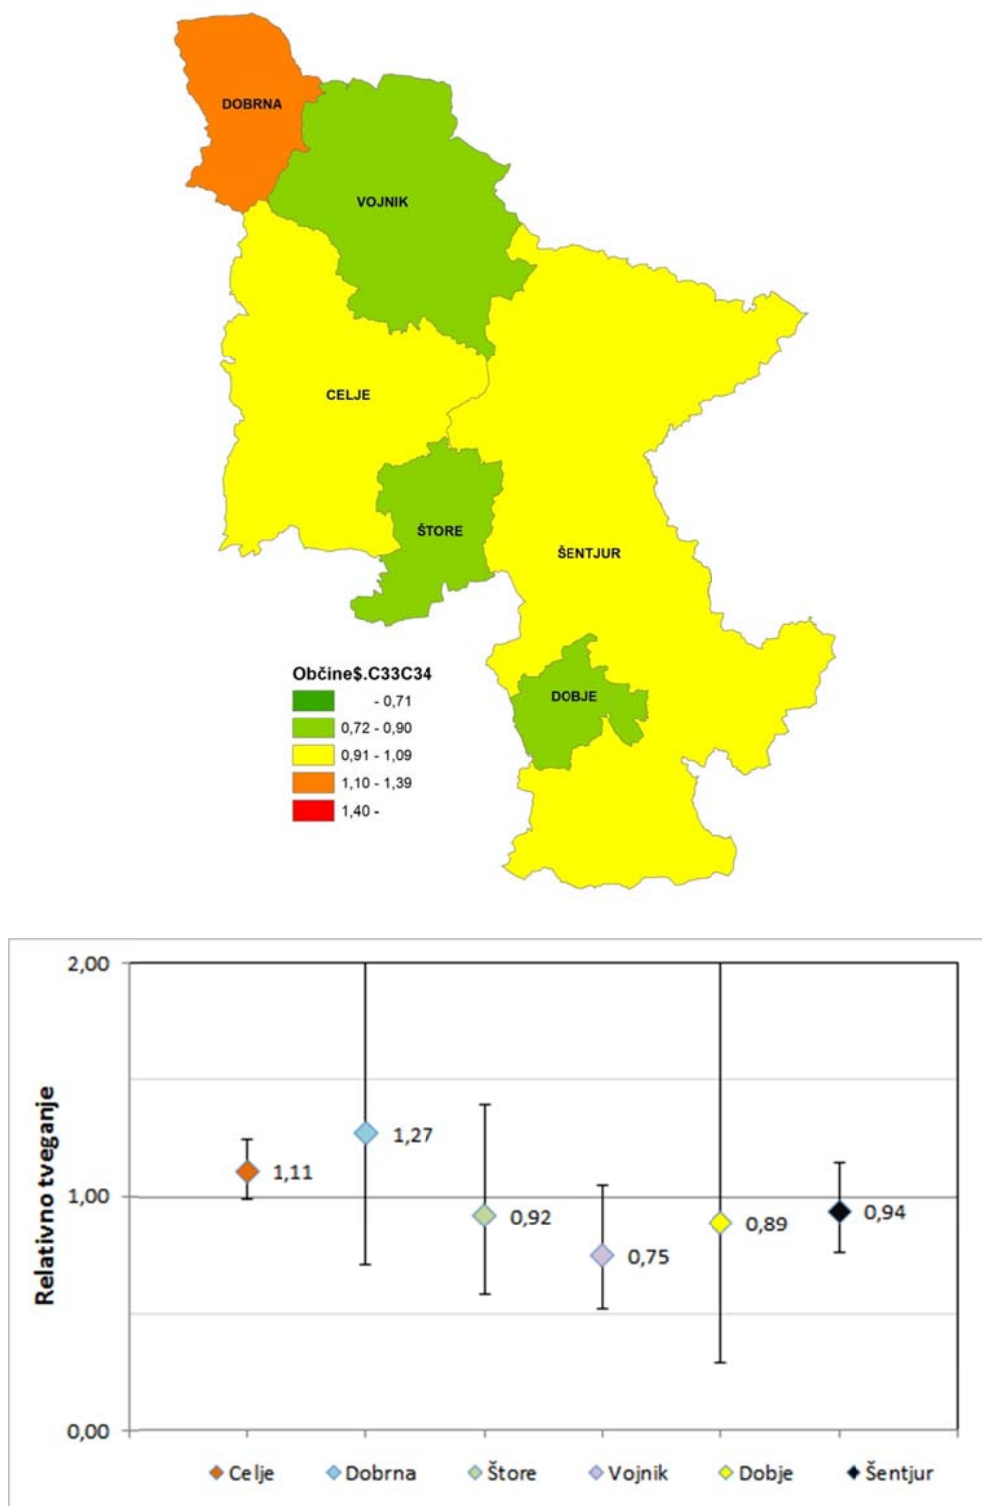 DOBRNA
VOJNIK
CELJE
ŠTORE
ŠENTJUR
DOBJE
Občine$.C33C34
- 0,71
0,72 - 0,90
0,91 - 1,09
1,10 - 1,39
1,40 -
2,00
1,00
0,00
Relativno tveganje
1,11
1,27
0,92
0,75
0,89
0,94
Celje Dobrna Štore Vojnik Dobje Šentjur